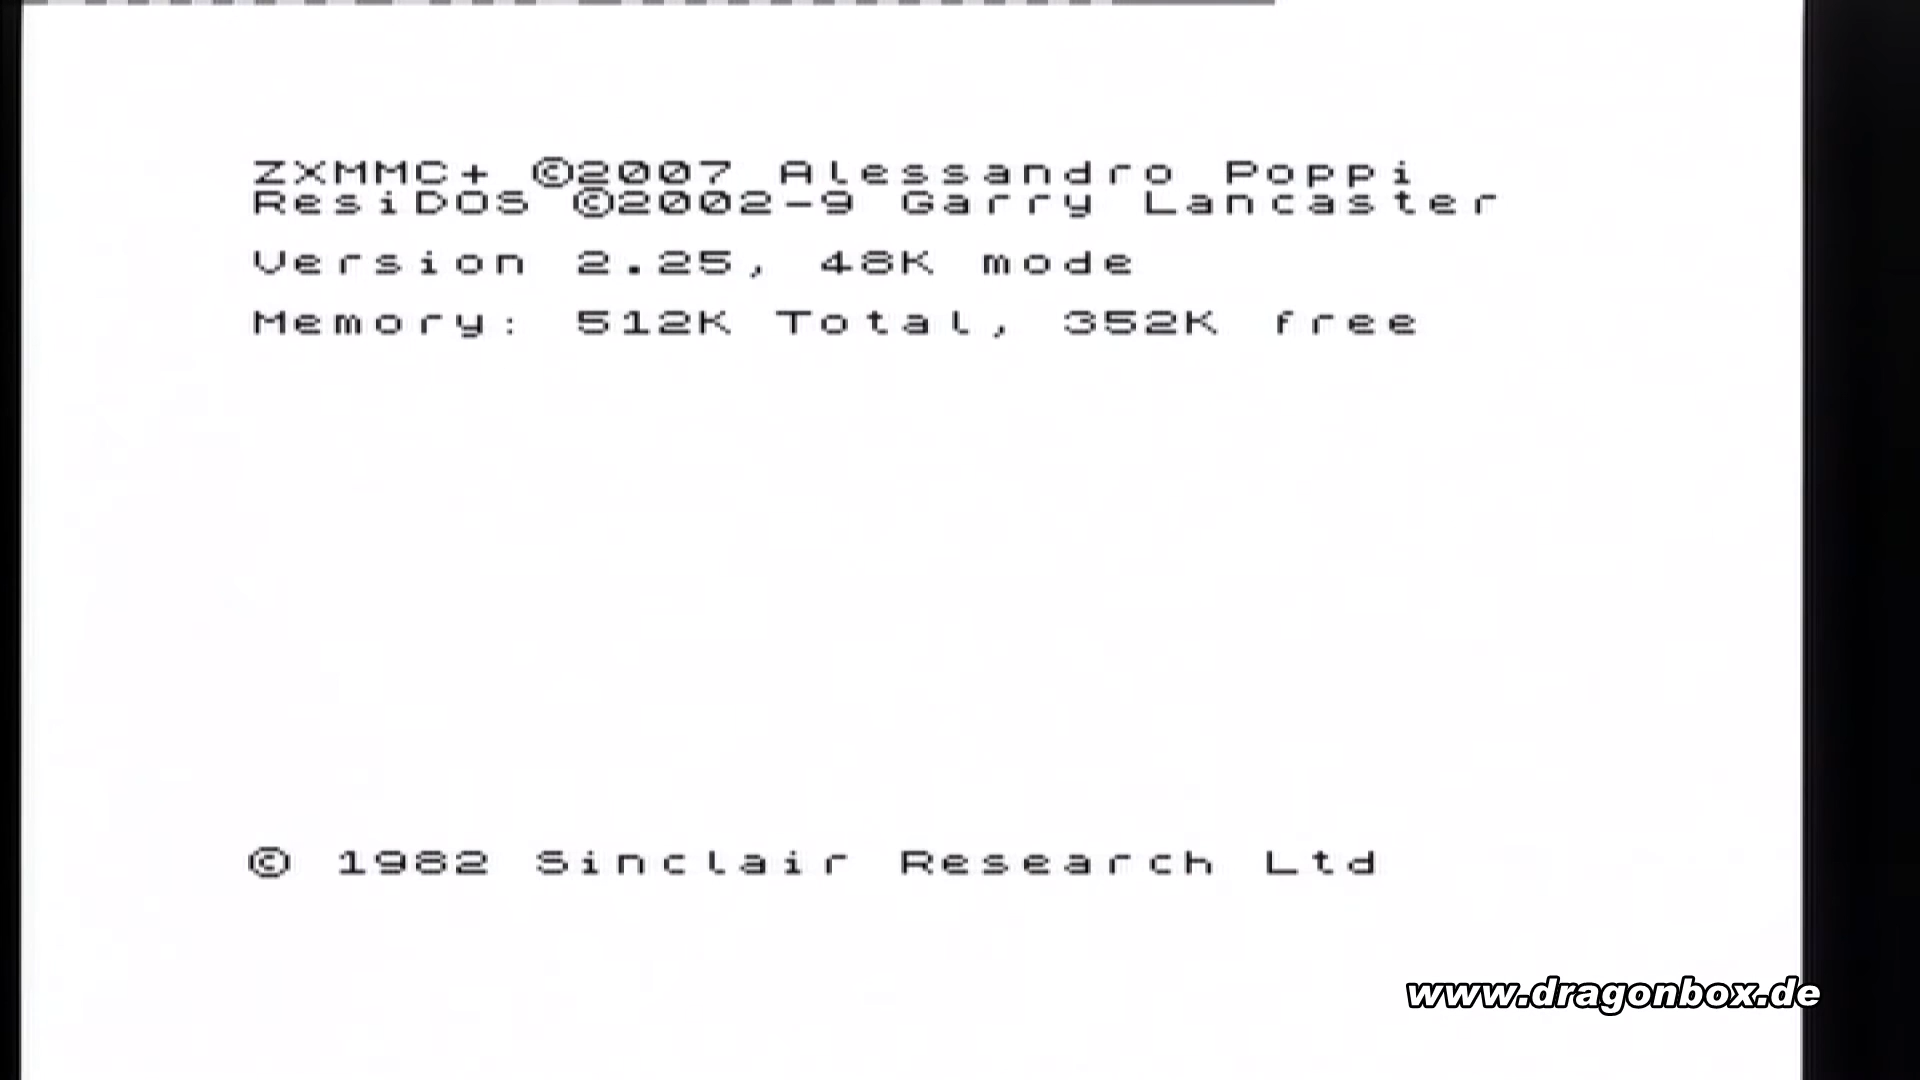 ZXMMC+ ©2007 Alessandro Poppi
ResiDOS ©2002-9 Garry Lancaster
Version 2.25, 48K mode
Memory: 512K Total, 352K free
© 1982 Sinclair Research Ltd
www.dragonbox.de